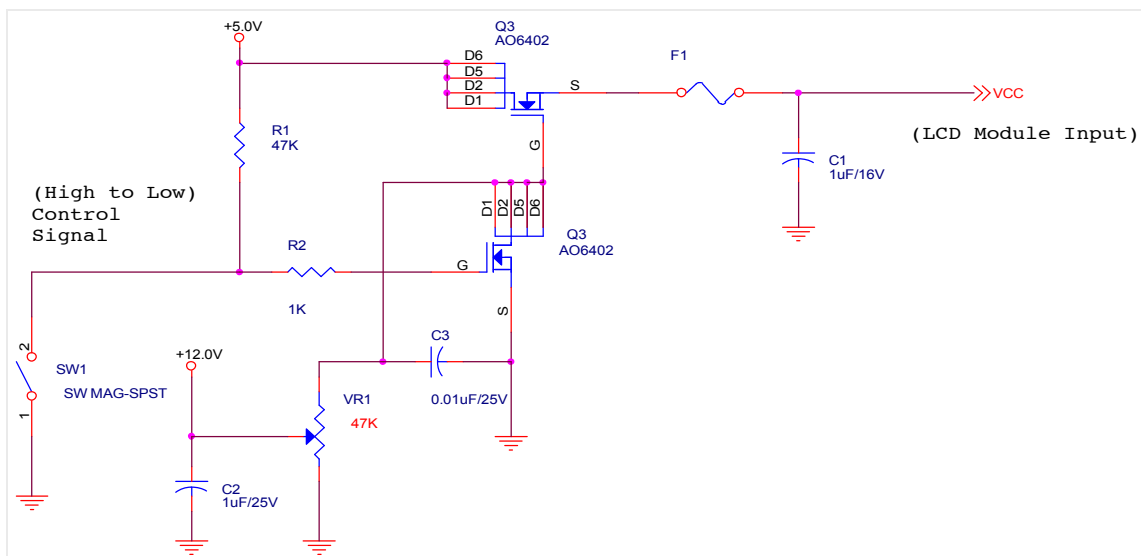 Q3
AO6402
+5.0V
F1
D6
D5
D2
D1
S
VCC
R1
47K
G
(LCD Module Input)
C1
1uF/16V
(High to Low)
Control
Signal
D1
D2
D5
D6
Q3
AO6402
R2
G
1K
S
2
+12.0V
C3
SW1
SW MAG-SPST
0.01uF/25V
1
VR1
47K
C2
1uF/25V